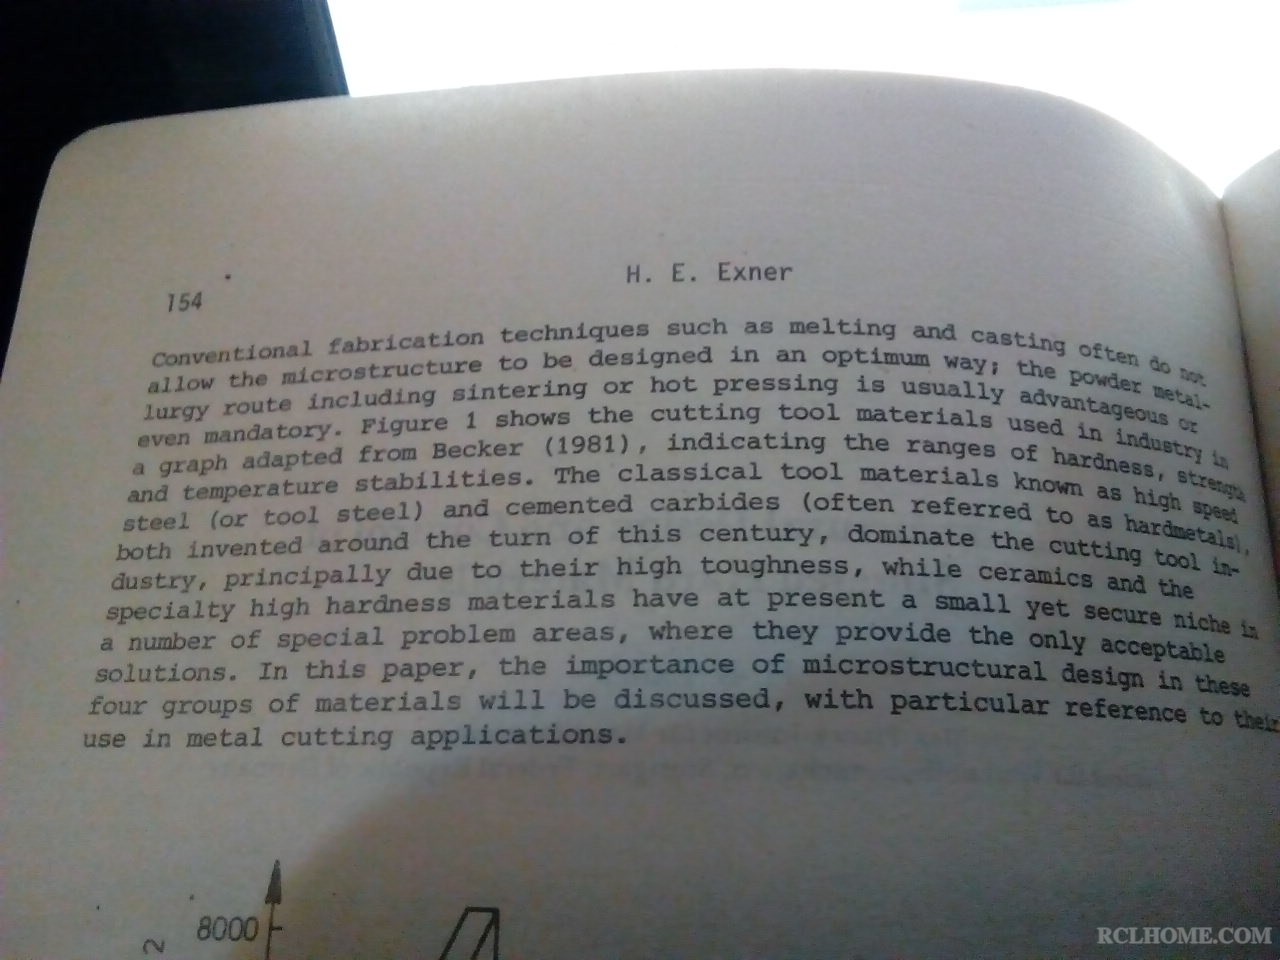 H. E. Exner
154
Conventional fabrication techniques such as melting and casting often do not
allow the microstructure to be designed in an optimum way; the powder metal-
lurgy route including sintering or hot pressing is usually advantageous or
even mandatory. Figure 1 shows the cutting tool materials used in industry in
a graph adapted from Becker (1981), indicating the ranges of hardness, strength
and temperature stabilities. The classical tool materials known as high speed
steel (or tool steel) and cemented carbides (often referred to as hardmetals),
both invented around the turn of this century, dominate the cutting tool in-
dustry, principally due to their high toughness, while ceramics and the
specialty high hardness materials have at present a small yet secure niche in
a number of special problem areas, where they provide the only acceptable
solutions. In this paper, the importance of microstructural design in these
four groups of materials will be discussed, with particular reference to their
use in metal cutting applications.
8000
2
RCLHOME.COM